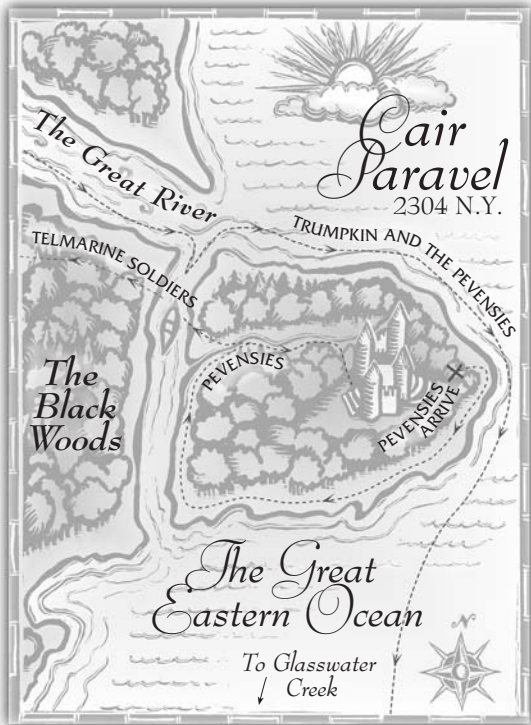 Cair
Paravel
2304 N.Y.
The Great River
TRUMPKIN AND THE PEVENSIES
TELMARINE SOLDIERS
PEVENSIES
The
Black
Woods
PEVENSIES
ARRIVE
The Great
Eastern Ocean
To Glasswater
Creek
N